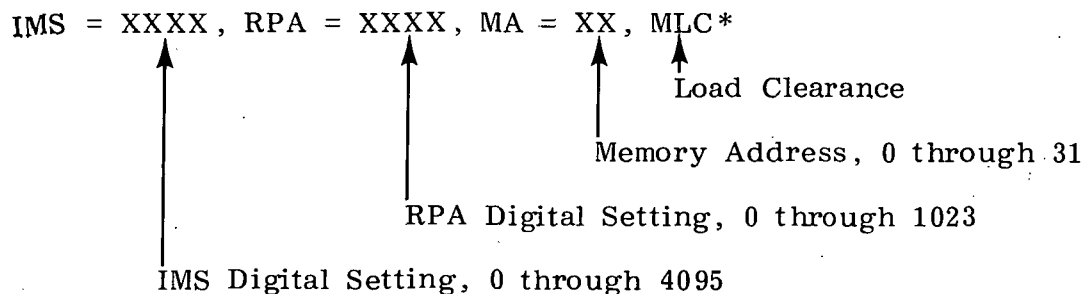 IMS = XXXX, RPA = XXXX, MA = XX, MLC*
Load Clearance
Memory Address, 0 through 31
RPA Digital Setting, 0 through 1023
IMS Digital Setting, 0 through 4095